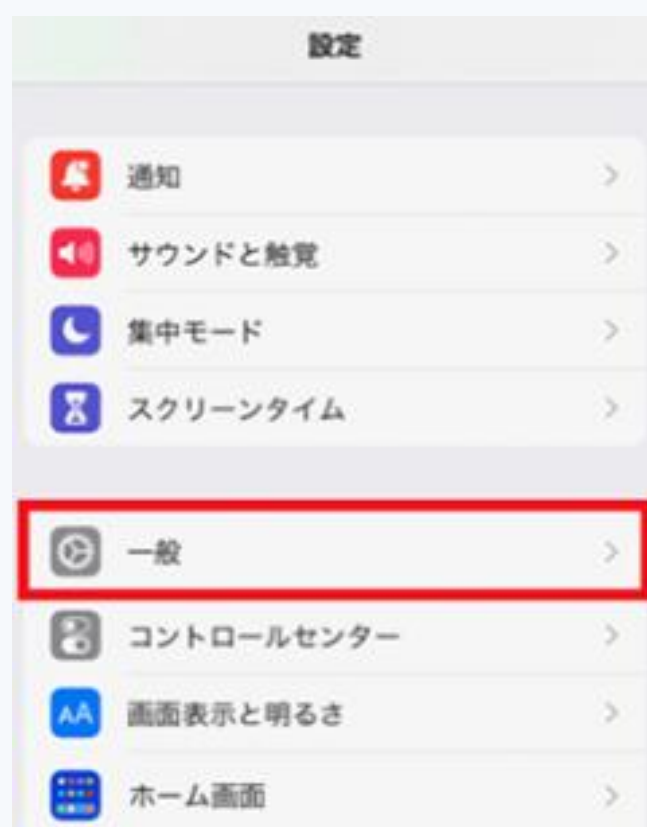 設定
通知
サウンドと触覚
集中モード
スクリーンタイム
一般
コントロールセンター
AA 画面表示と明るさ
ホーム画面